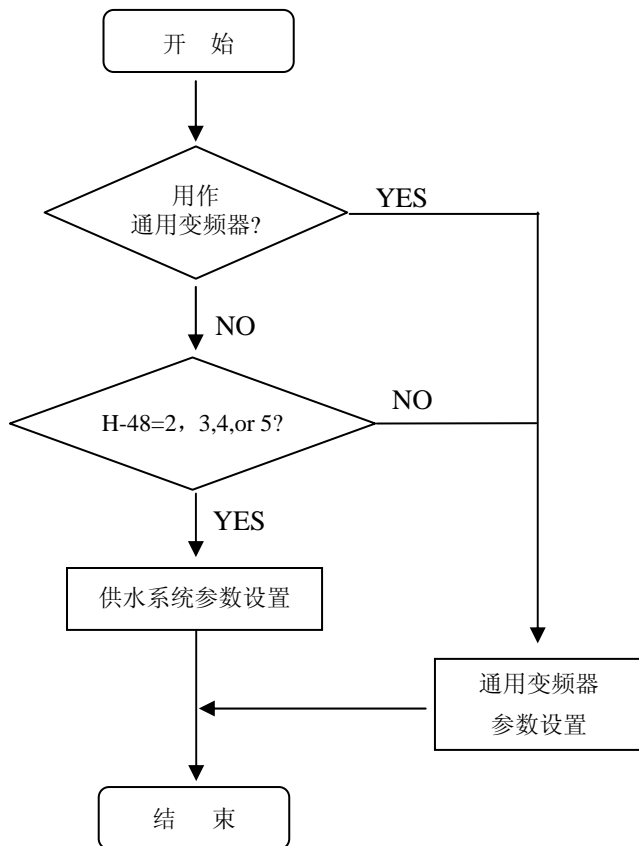 开 始
用作
通用变频器?
YES
NO
H-48=2，3,4,or 5?
NO
YES
供水系统参数设置
通用变频器
参数设置
结 束